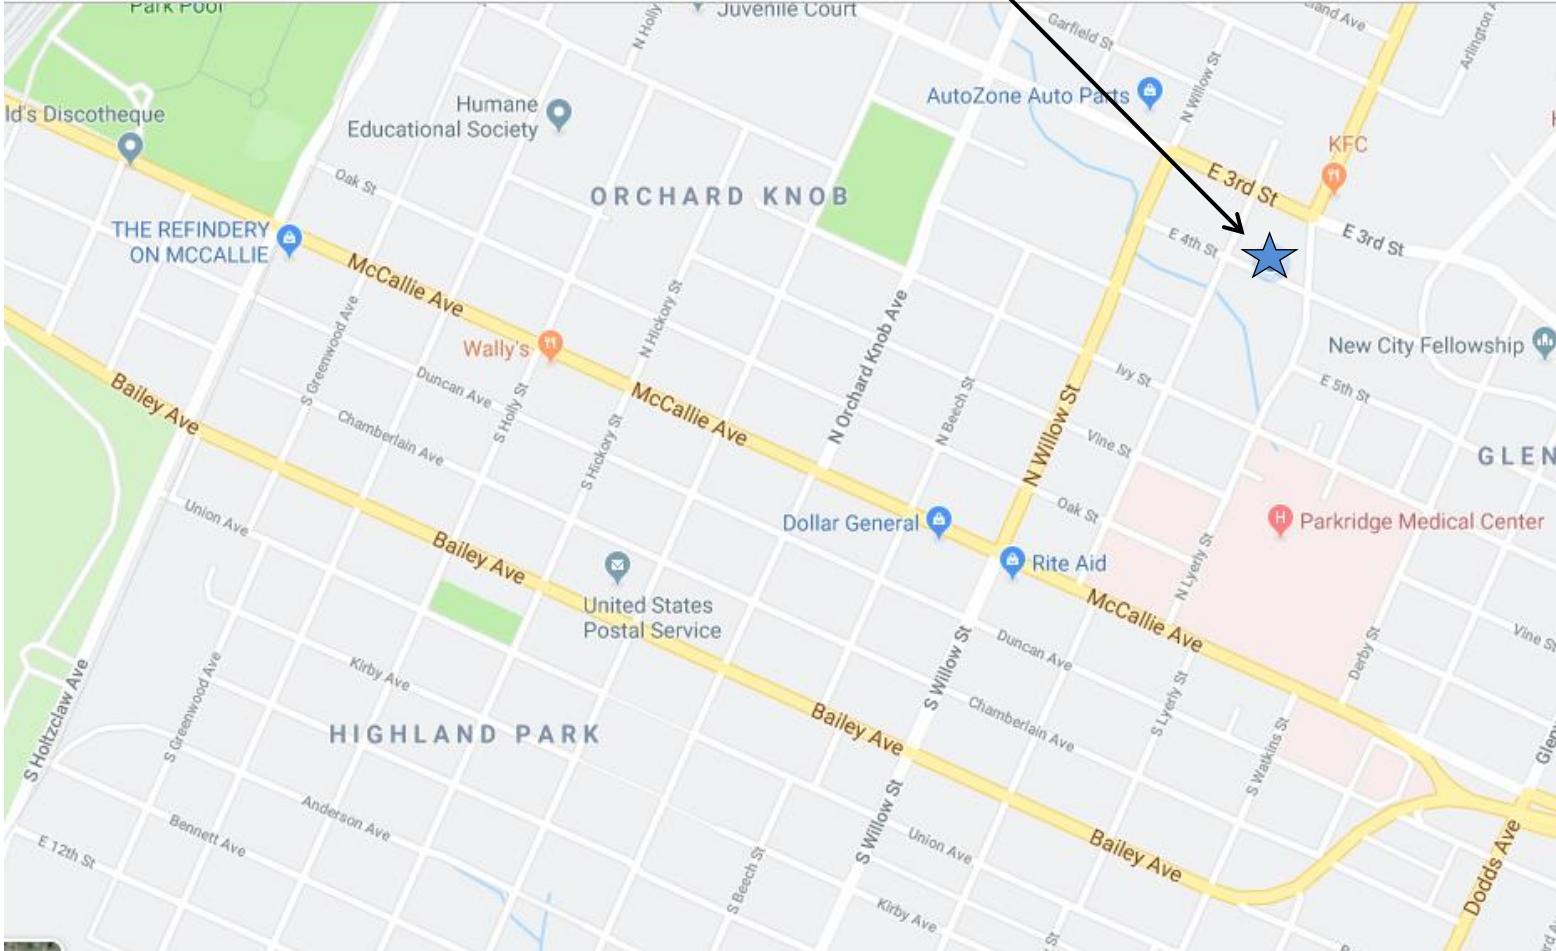 Park Pool
Juvenile Court
N Holly
Garfield St
land Ave
Arlington A
ld's Discotheque
Humane
Educational Society
AutoZone Auto Parts
N Willow St
KFC
Oak St
ORCHARD KNOB
E 3rd St
THE REFINDERY
ON MCCALLIE
E 4th St
E 3rd St
McCallie Ave
S Greenwood Ave
N Hickory St
Wally's
N Orchard Knob Ave
New City Fellowship
Bailey Ave
Duncan Ave
S Holly St
McCallie Ave
N Beech St
Ivy St
E 5th St
Chamberlain Ave
S Hickory St
N Willow St
Vine St
GLEN
Union Ave
Dollar General
Oak St
H
Parkridge Medical Center
Bailey Ave
Rite Aid
N Lyerly St
United States
Postal Service
McCallie Ave
Vine St
Kirby Ave
S Willow St
Duncan Ave
Derby St
S Holtzclaw Ave
S Greenwood Ave
HIGHLAND PARK
Bailey Ave
Chamberlain Ave
S Lyerly St
S Watkins St
Glen
Anderson Ave
Bennett Ave
E 12th St
S Willow St
Union Ave
Bailey Ave
Dodds Ave
S Beech St
Kirby Ave
St